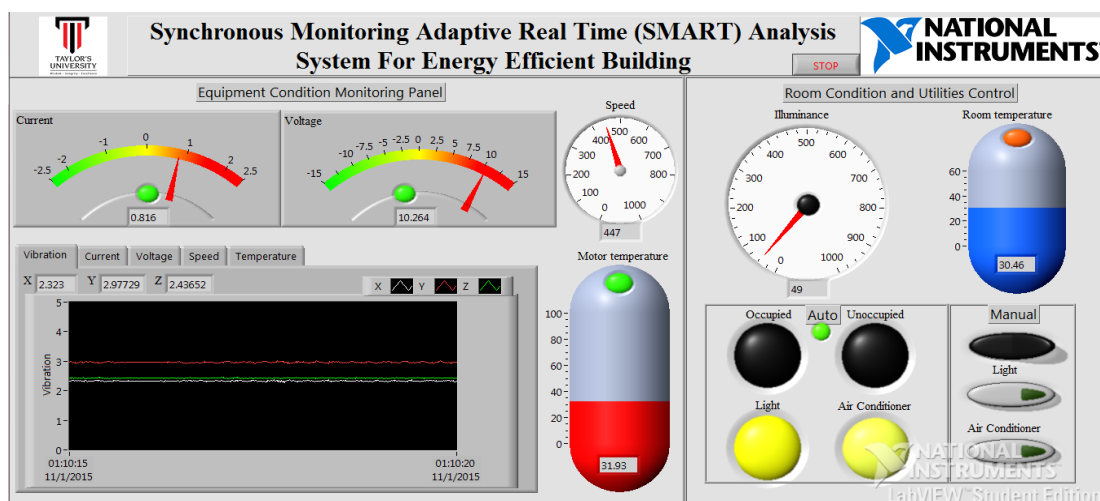 TAYLOR'S
UNIVERSITY
Synchronous Monitoring Adaptive Real Time (SMART) Analysis
System For Energy Efficient Building
STOP
NATIONAL
INSTRUMENTS
Equipment Condition Monitoring Panel
Current
-2.5 -2 -1 0 1 2 2.5
0.816
Voltage
-15 -10 -7.5 -5 -2.5 0 2.5 5 7.5 10 15
10.264
Speed
0 100 200 300 400 500 600 700 800 1000
447
Vibration Current Voltage Speed Temperature
X 2.323 Y 2.97729 Z 2.43652
X Y Z
Vibration
5
4
3
2
1
0
01:10:15
11/1/2015
01:10:20
11/1/2015
Motor temperature
100
80
60
40
20
0
31.93
Room Condition and Utilities Control
Illuminance
0 100 200 300 400 500 600 700 800 900 1000
49
Room temperature
60
40
20
0
30.46
Occupied Auto Unoccupied
Light Air Conditioner
Manual
Light
Air Conditioner
NATIONAL
INSTRUMENTS
LabVIEW Student Edition